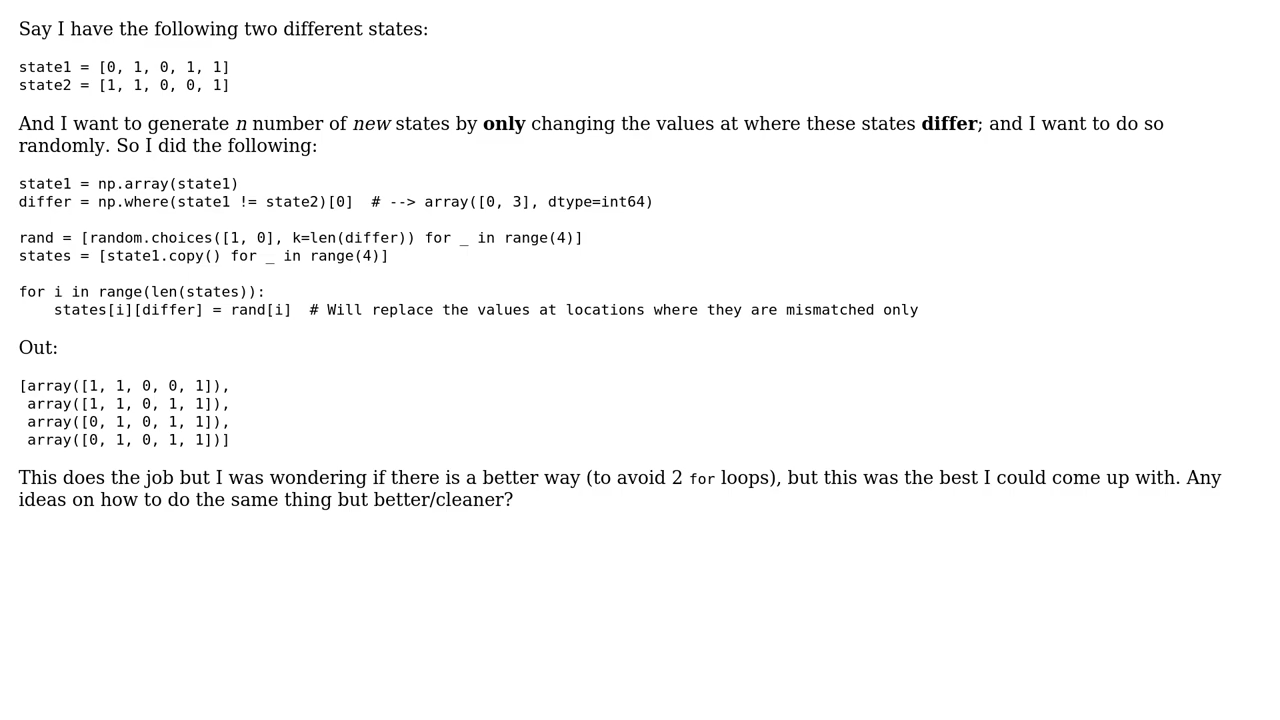 Say I have the following two different states:
state1 = [0, 1, 0, 1, 1]
state2 = [1, 1, 0, 0, 1]
And I want to generate n number of new states by only changing the values at where these states differ; and I want to do so
randomly. So I did the following:
state1 = np.array(state1)
differ = np.where(state1 != state2)[0]  # --> array([0, 3], dtype=int64)
rand = [random.choices([1, 0], k=len(differ)) for _ in range(4)]
states = [state1.copy() for _ in range(4)]
for i in range(len(states)):
    states[i][differ] = rand[i]  # Will replace the values at locations where they are mismatched only
Out:
[array([1, 1, 0, 0, 1]),
 array([1, 1, 0, 1, 1]),
 array([0, 1, 0, 1, 1]),
 array([0, 1, 0, 1, 1])]
This does the job but I was wondering if there is a better way (to avoid 2 for loops), but this was the best I could come up with. Any
ideas on how to do the same thing but better/cleaner?